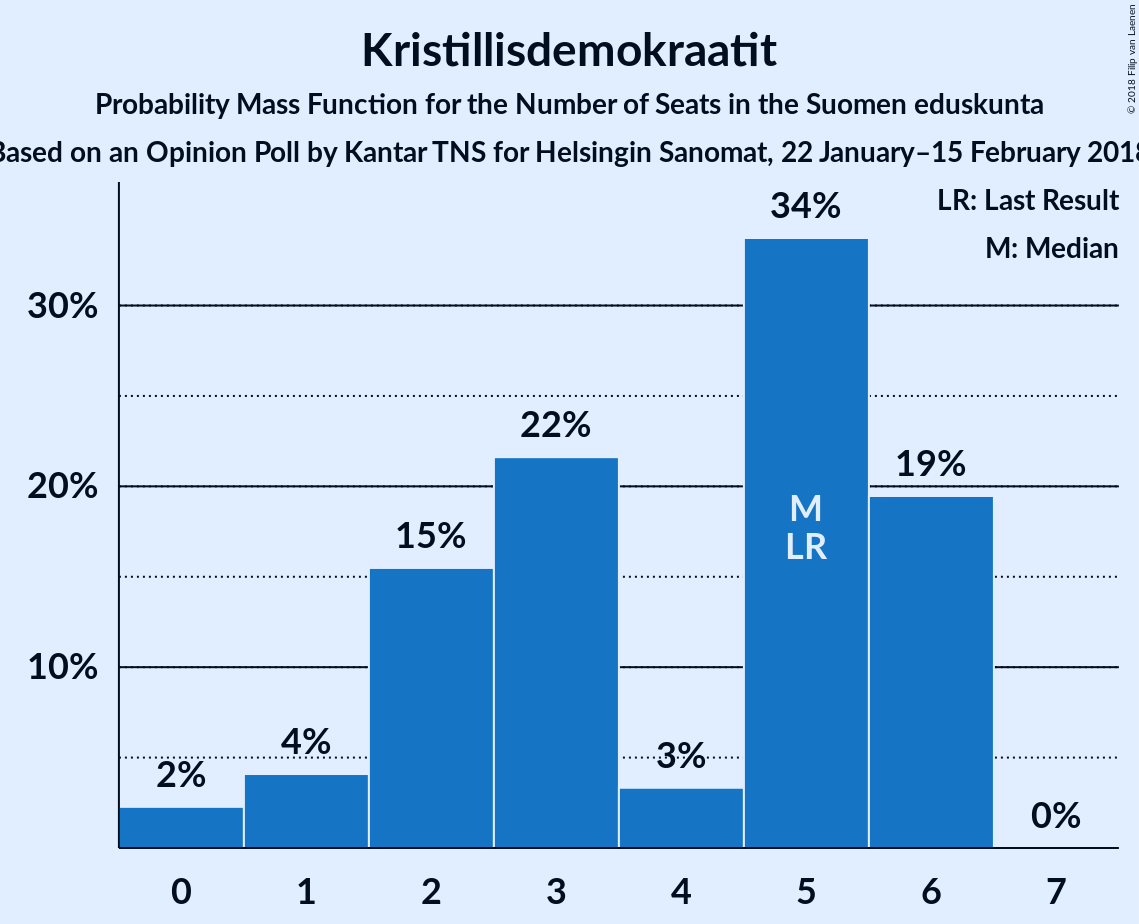 Kristillisdemokraatit
Probability Mass Function for the Number of Seats in the Suomen eduskunta
Based on an Opinion Poll by Kantar TNS for Helsingin Sanomat, 22 January–15 February 2018
© 2018 Filip van Laenen
LR: Last Result
M: Median
34%
30%
22%
20%
19%
15%
M
LR
10%
4%
3%
2%
0%
0 1 2 3 4 5 6 7